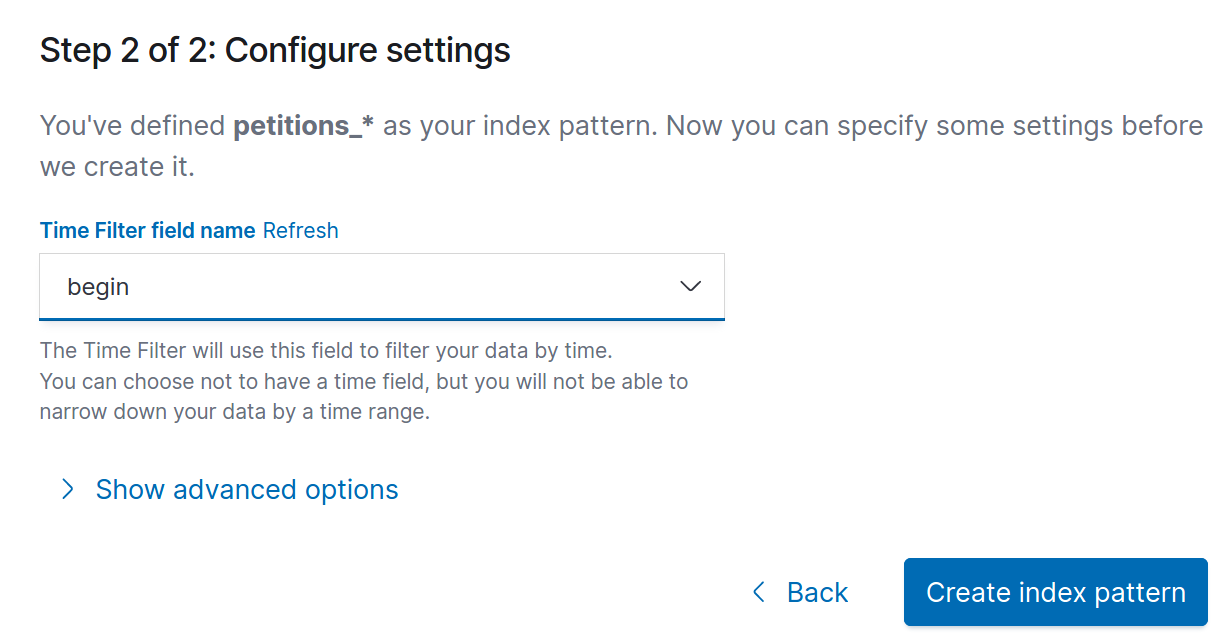 Step 2 of 2: Configure settings
You've defined petitions_* as your index pattern. Now you can specify some settings before
we create it.
Time Filter field name Refresh
begin
The Time Filter will use this field to filter your data by time.
You can choose not to have a time field, but you will not be able to
narrow down your data by a time range.
Show advanced options
Back
Create index pattern